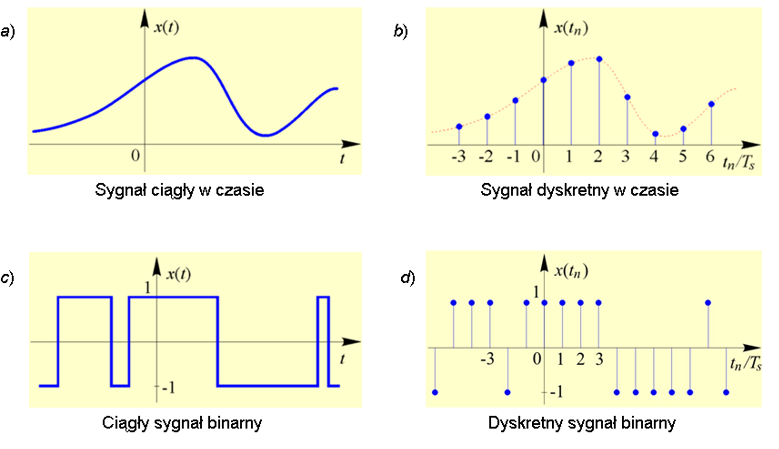 a)
x(t)
0
t
Sygnał ciągły w czasie
b)
x(tn)
-3 -2 -1 0 1 2 3 4 5 6 tn/Ts
Sygnał dyskretny w czasie
c)
x(t)
1
t
-1
Ciągły sygnał binarny
d)
x(tn)
1
-3 0 1 2 3 tn/Ts
-1
Dyskretny sygnał binarny